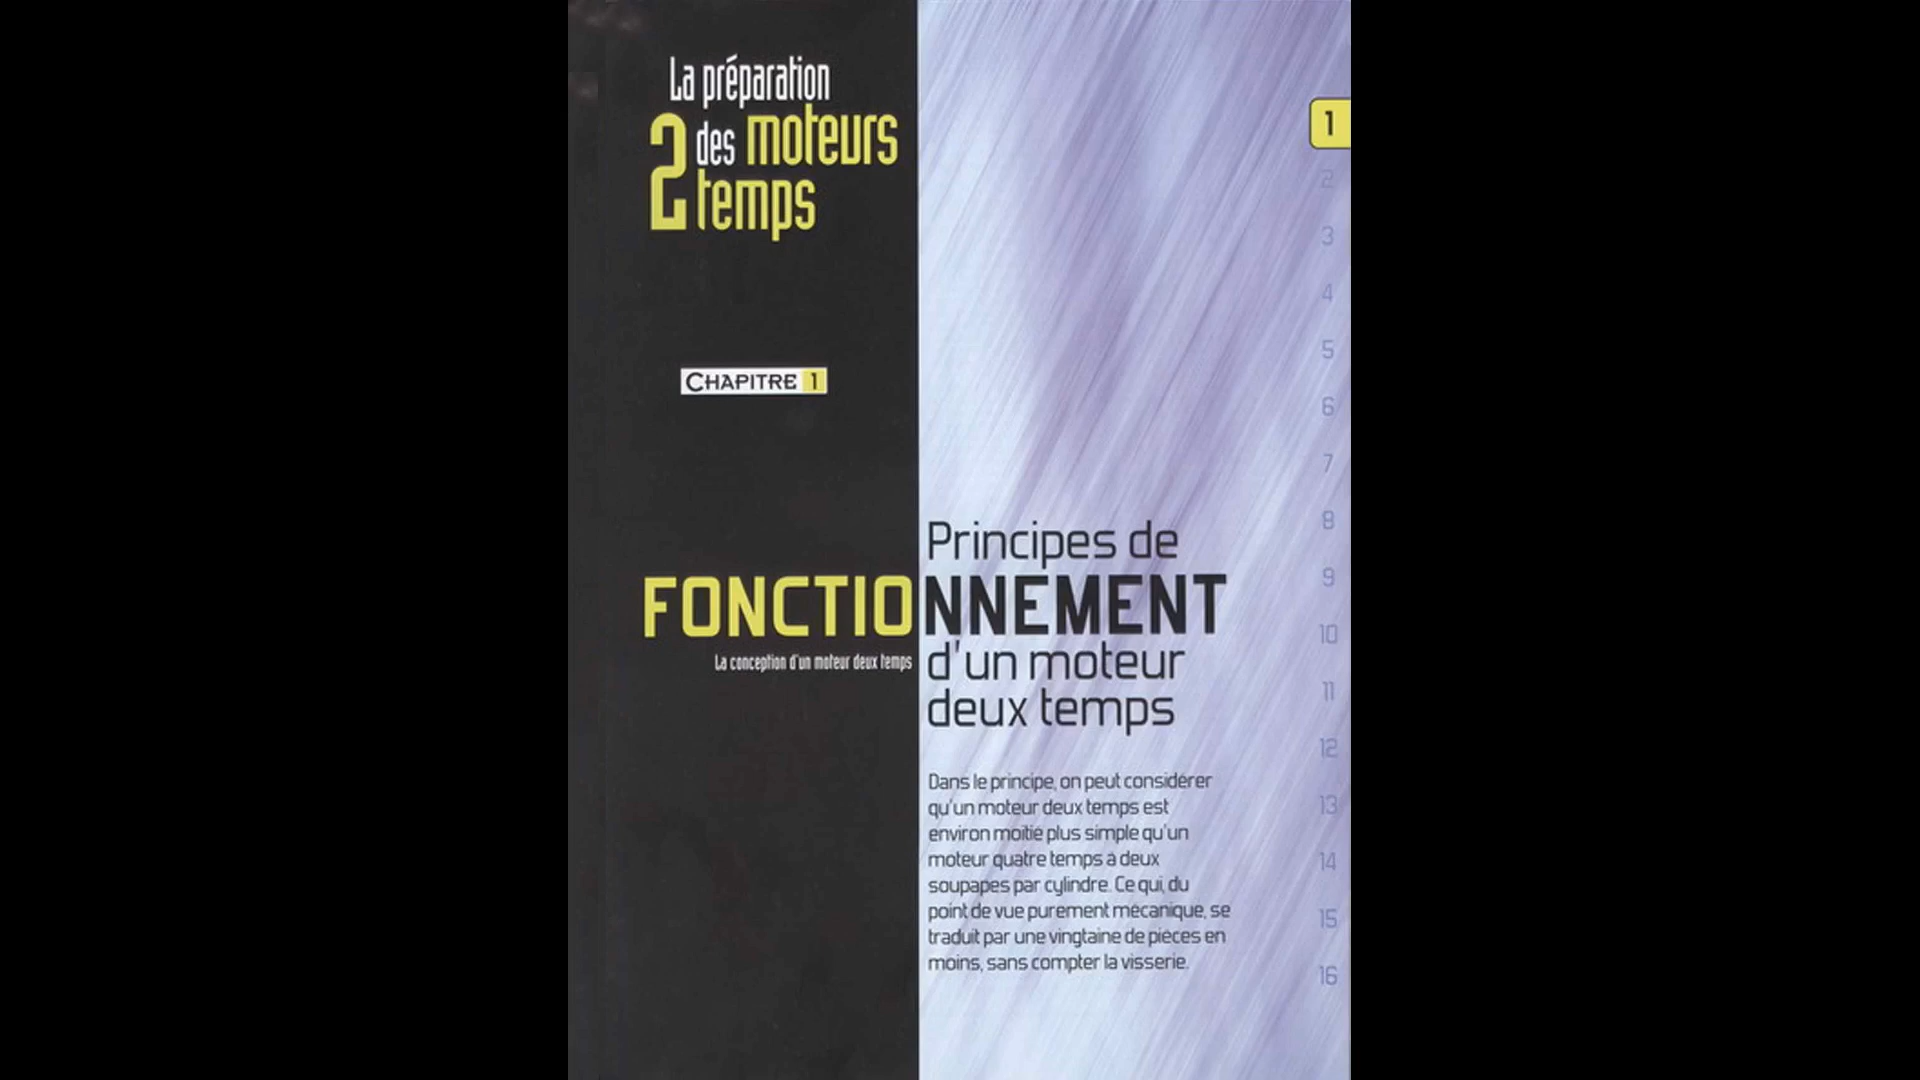 La préparation
des moteurs
2 temps
CHAPITRE 1
Principes de
FONCTIONNEMENT
La conception d'un moteur deux temps
d'un moteur
deux temps
Dans le principe, on peut considérer
qu'un moteur deux temps est
environ moitié plus simple qu'un
moteur quatre temps à deux
soupapes par cylindre. Ce qui, du
point de vue purement mécanique, se
traduit par une vingtaine de pièces en
moins, sans compter la visserie.
1
2
3
4
5
6
7
8
9
10
11
12
13
14
15
16